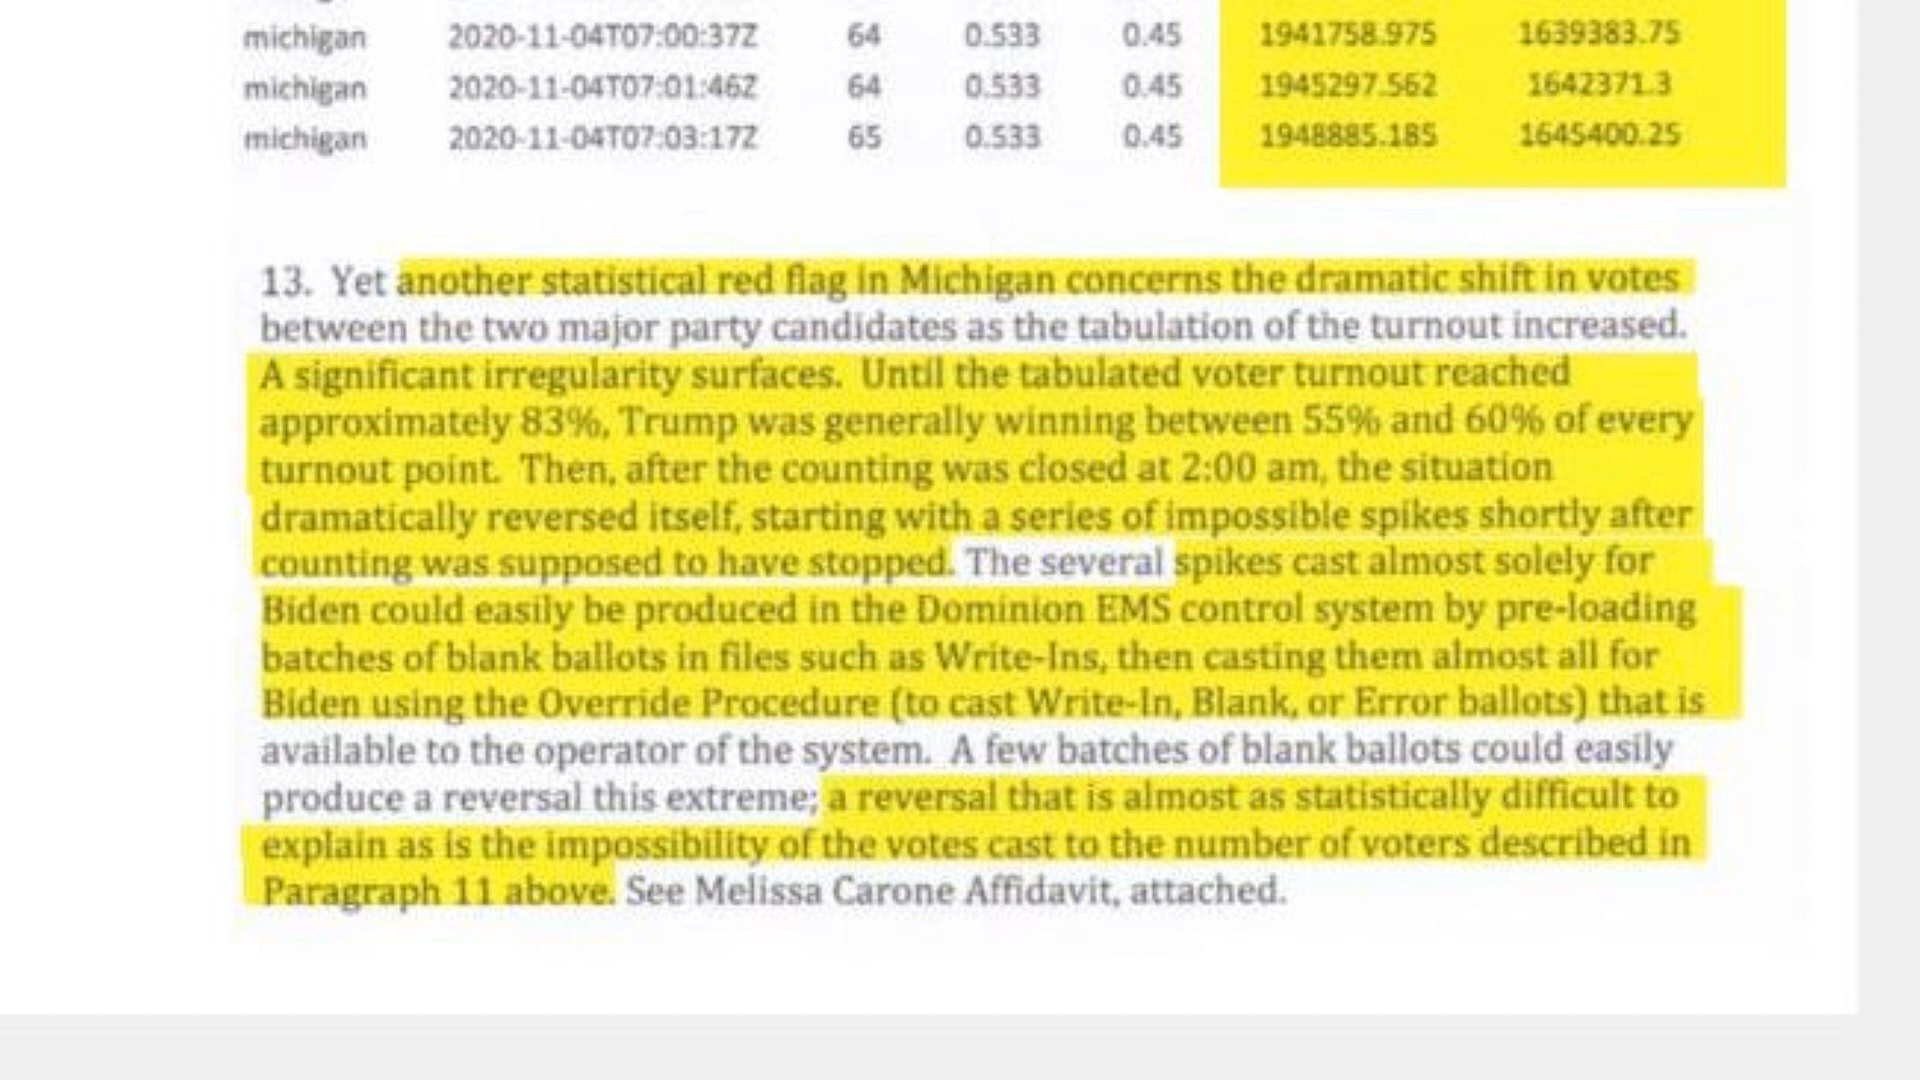 michigan 2020-11-04T07:00:37Z 64 0.533 0.45 1941758.975 1639383.75
michigan 2020-11-04T07:01:46Z 64 0.533 0.45 1945297.562 1642371.3
michigan 2020-11-04T07:03:17Z 65 0.533 0.45 1948885.185 1645400.25
13. Yet another statistical red flag in Michigan concerns the dramatic shift in votes
between the two major party candidates as the tabulation of the turnout increased.
A significant irregularity surfaces. Until the tabulated voter turnout reached
approximately 83%, Trump was generally winning between 55% and 60% of every
turnout point. Then, after the counting was closed at 2:00 am, the situation
dramatically reversed itself, starting with a series of impossible spikes shortly after
counting was supposed to have stopped. The several spikes cast almost solely for
Biden could easily be produced in the Dominion EMS control system by pre-loading
batches of blank ballots in files such as Write-Ins, then casting them almost all for
Biden using the Override Procedure (to cast Write-In, Blank, or Error ballots) that is
available to the operator of the system. A few batches of blank ballots could easily
produce a reversal this extreme; a reversal that is almost as statistically difficult to
explain as is the impossibility of the votes cast to the number of voters described in
Paragraph 11 above. See Melissa Carone Affidavit, attached.